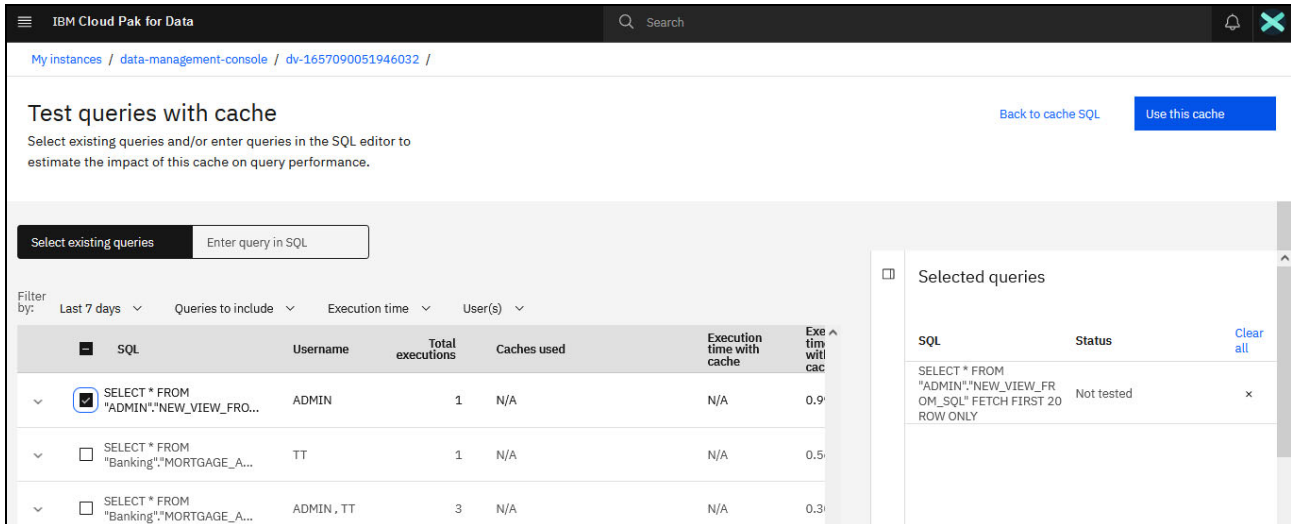 IBM Cloud Pak for Data
Search
My instances / data-management-console / dv-1657090051946032 /
Test queries with cache
Back to cache SQL
Use this cache
Select existing queries and/or enter queries in the SQL editor to
estimate the impact of this cache on query performance.
Select existing queries
Enter query in SQL
Filter
by:
Last 7 days
Queries to include
Execution time
User(s)
SQL
Username
Total
executions
Caches used
Execution
time with
cache
SELECT * FROM
"ADMIN"."NEW_VIEW_FRO...
ADMIN
1
N/A
N/A
SELECT * FROM
"Banking"."MORTGAGE_A...
TT
1
N/A
N/A
SELECT * FROM
"Banking"."MORTGAGE_A...
ADMIN , TT
3
N/A
N/A
Selected queries
SQL
Status
Clear
all
SELECT * FROM
"ADMIN"."NEW_VIEW_FR
OM_SQL" FETCH FIRST 20
ROW ONLY
Not tested
×